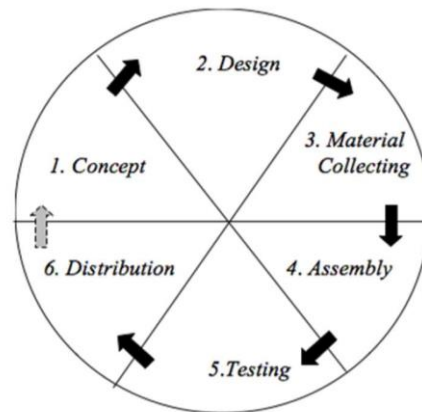 1. Concept
2. Design
3. Material
Collecting
4. Assembly
5.Testing
6. Distribution